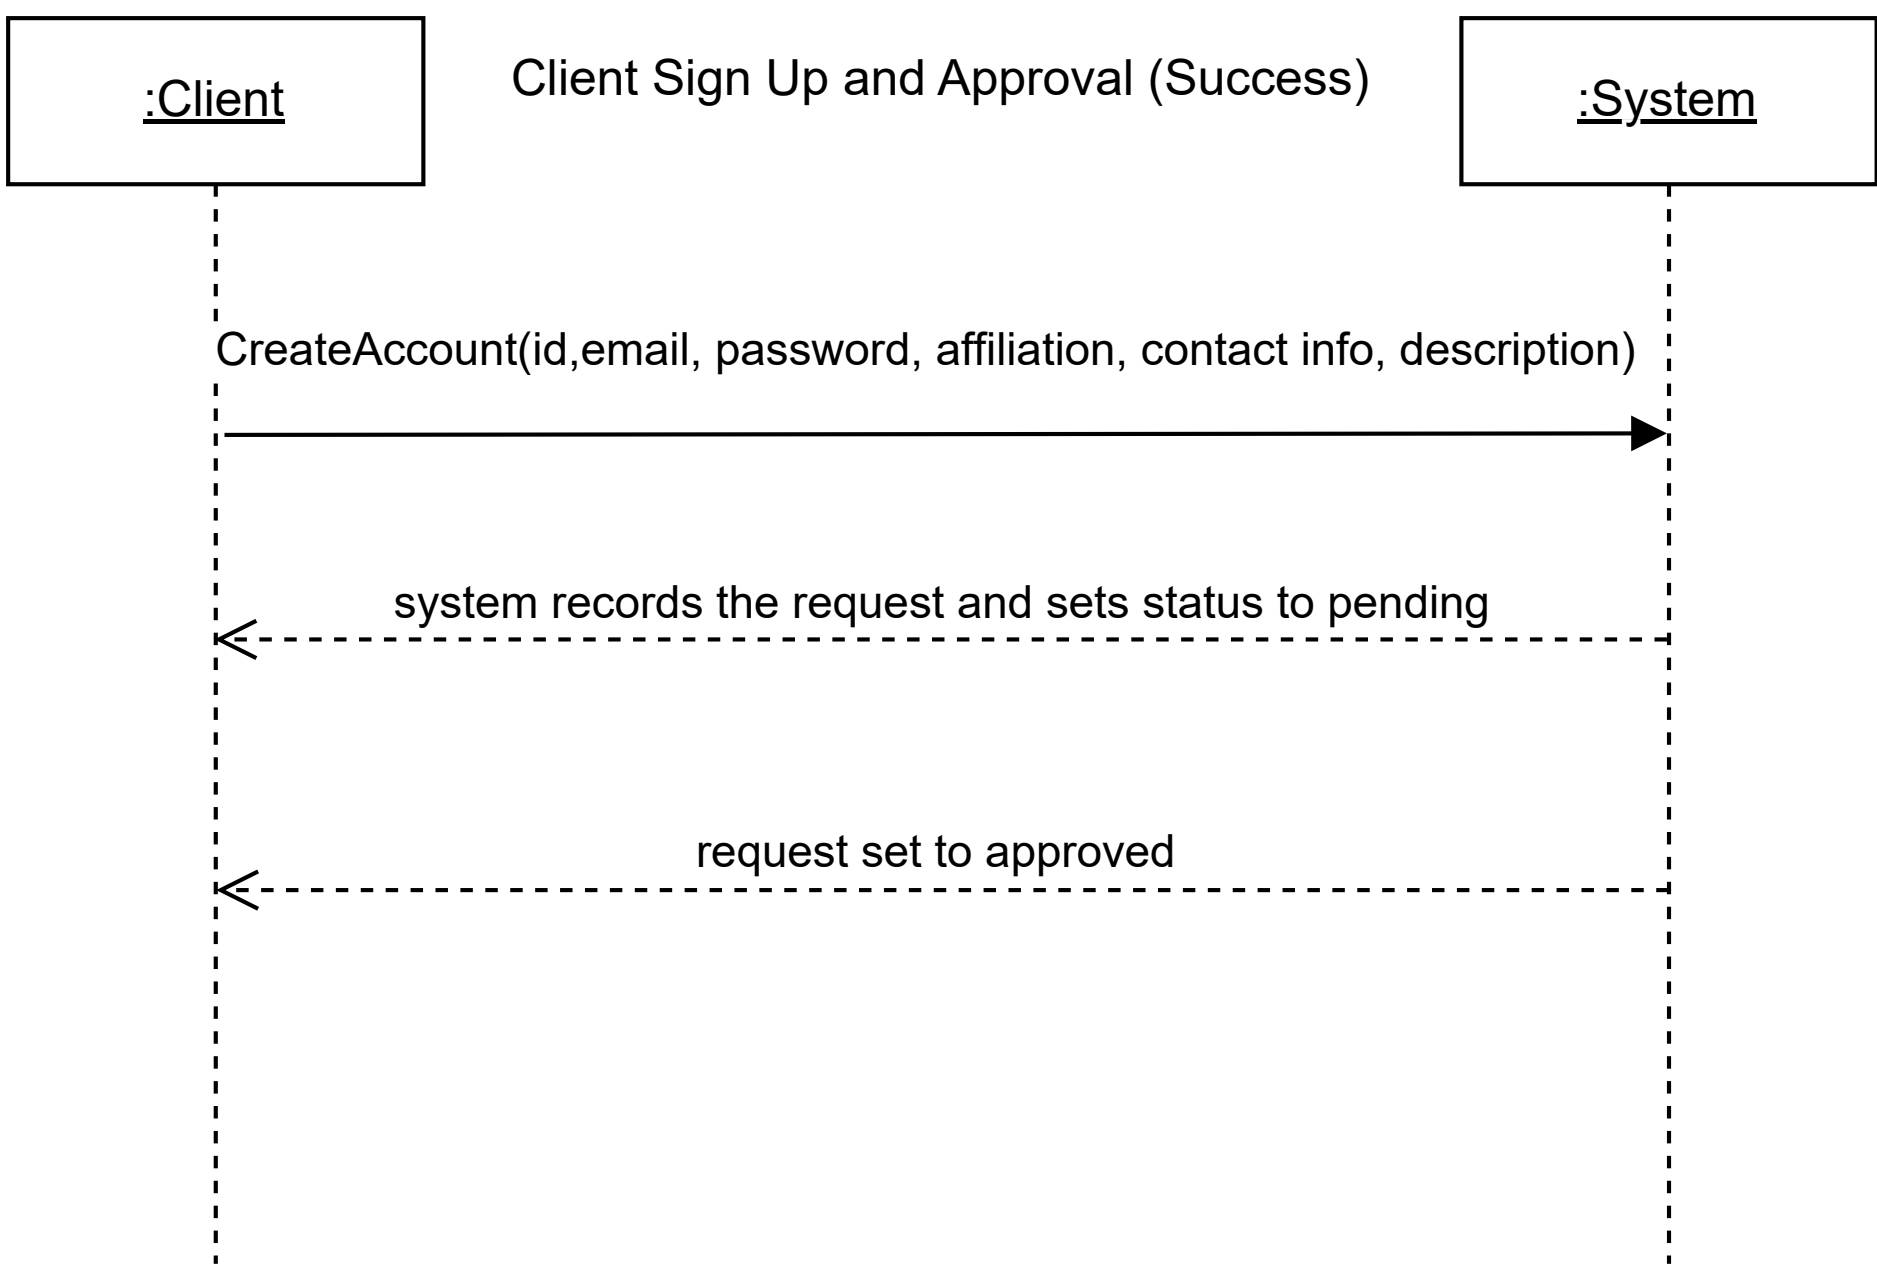 :Client
Client Sign Up and Approval (Success)
:System
CreateAccount(id,email, password, affiliation, contact info, description)
system records the request and sets status to pending
request set to approved